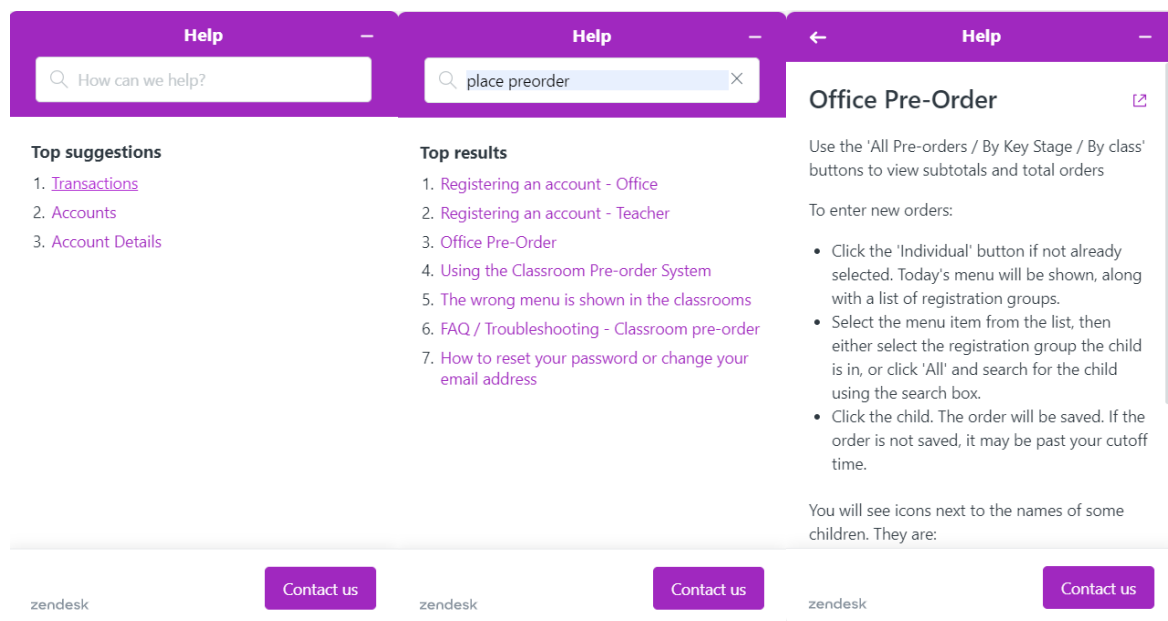 Help
How can we help?
Top suggestions
1. Transactions
2. Accounts
3. Account Details
zendesk
Contact us
Help
place preorder
Top results
1. Registering an account - Office
2. Registering an account - Teacher
3. Office Pre-Order
4. Using the Classroom Pre-order System
5. The wrong menu is shown in the classrooms
6. FAQ / Troubleshooting - Classroom pre-order
7. How to reset your password or change your
email address
zendesk
Contact us
Help
Office Pre-Order
Use the 'All Pre-orders / By Key Stage / By class'
buttons to view subtotals and total orders
To enter new orders:
• Click the 'Individual' button if not already
selected. Today's menu will be shown, along
with a list of registration groups.
• Select the menu item from the list, then
either select the registration group the child
is in, or click 'All' and search for the child
using the search box.
• Click the child. The order will be saved. If the
order is not saved, it may be past your cutoff
time.
You will see icons next to the names of some
children. They are:
zendesk
Contact us